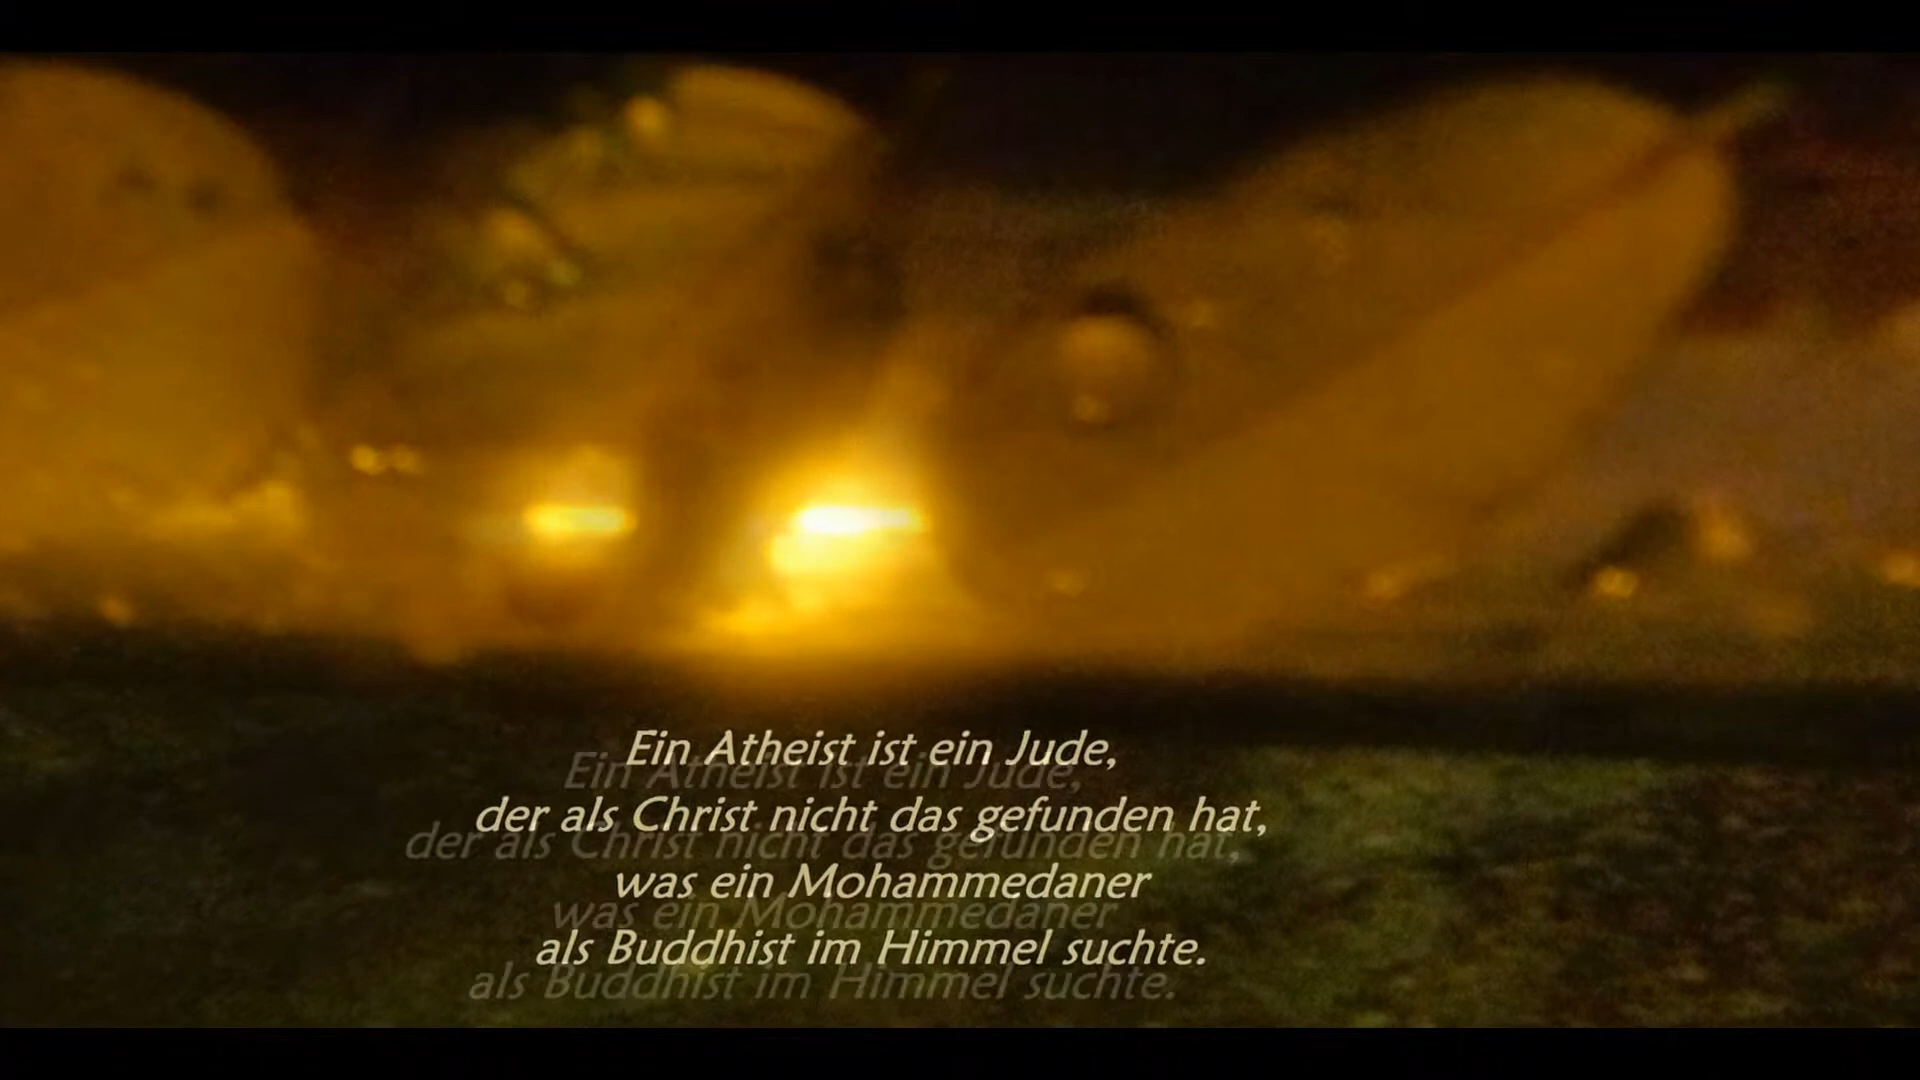 Ein Atheist ist ein Jude,
der als Christ nicht das gefunden hat,
was ein Mohammedaner
als Buddhist im Himmel suchte.